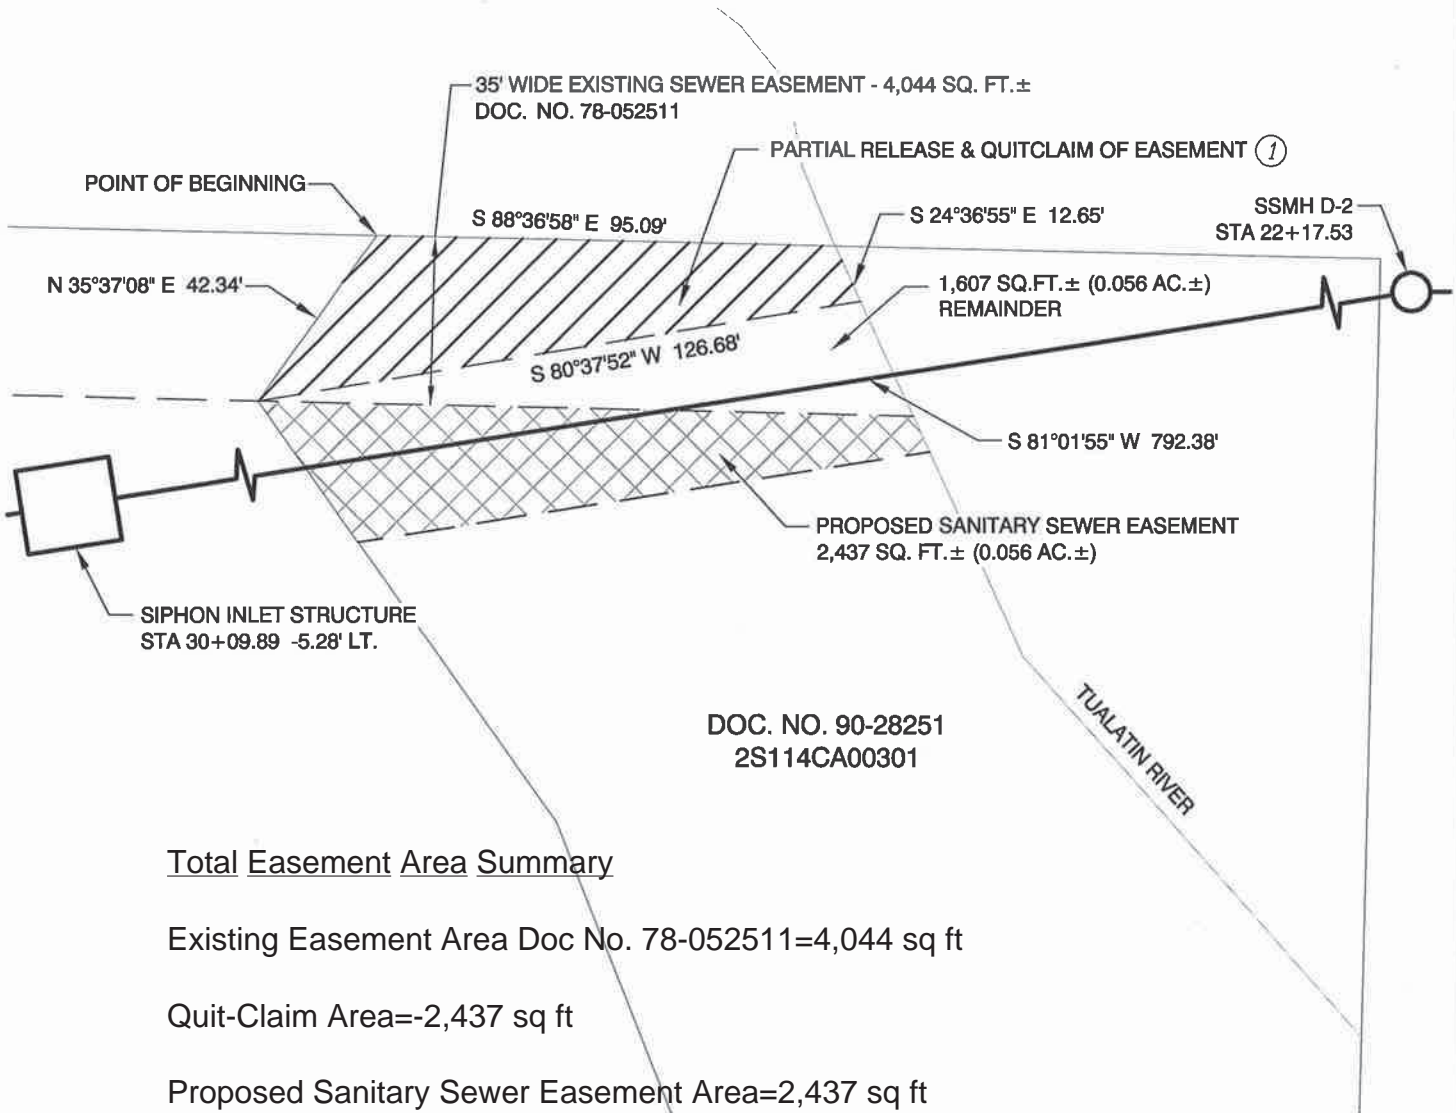 35' WIDE EXISTING SEWER EASEMENT - 4,044 SQ. FT.±
DOC. NO. 78-052511
PARTIAL RELEASE & QUITCLAIM OF EASEMENT 1
POINT OF BEGINNING
S 88°36'58" E 95.09'
S 24°36'55" E 12.65'
SSMH D-2
STA 22+17.53
N 35°37'08" E 42.34'
1,607 SQ.FT.± (0.056 AC.±)
REMAINDER
S 80°37'52" W 126.68'
S 81°01'55" W 792.38'
PROPOSED SANITARY SEWER EASEMENT
2,437 SQ. FT.± (0.056 AC.±)
SIPHON INLET STRUCTURE
STA 30+09.89 -5.28' LT.
DOC. NO. 90-28251
2S114CA00301
TUALATIN RIVER
Total Easement Area Summary
Existing Easement Area Doc No. 78-052511=4,044 sq ft
Quit-Claim Area=-2,437 sq ft
Proposed Sanitary Sewer Easement Area=2,437 sq ft